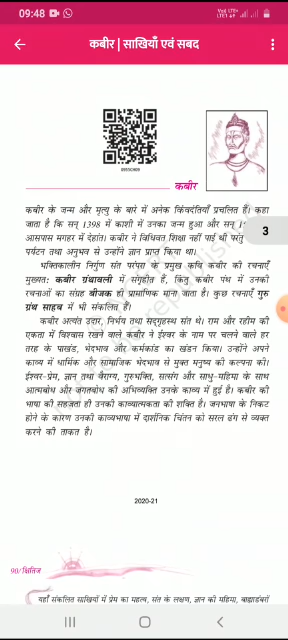 09:48
Vo) LTE+
LTE1
कबीर | साखियाँ एवं सबद
कबीर
कबीर के जन्म और मृत्यु के बारे में अनेक किंवदंतियाँ प्रचलित हैं। कहा
जाता है कि सन् 1398 में काशी में उनका जन्म हुआ और सन्
आसपास मगहर में देहांत। कबीर ने विधिवत शिक्षा नहीं पाई थी परंतु
पर्यटन तथा अनुभव से उन्होंने ज्ञान प्राप्त किया था।
3
भक्तिकालीन निर्गुण संत परंपरा के प्रमुख कवि कबीर की रचनाएँ
मुख्यत: कबीर ग्रंथावली में संगृहीत हैं, किंतु कबीर पंथ में उनकी
रचनाओं का संग्रह बीजक ही प्रामाणिक माना जाता है। कुछ रचनाएँ गुरु
ग्रंथ साहब में भी संकलित हैं।
कबीर अत्यंत उदार, निर्भय तथा सद्गृहस्थ संत थे। राम और रहीम की
एकता में विश्वास रखने वाले कबीर ने ईश्वर के नाम पर चलने वाले हर
तरह के पाखंड, भेदभाव और कर्मकांड का खंडन किया। उन्होंने अपने
काव्य में धार्मिक और सामाजिक भेदभाव से मुक्त मनुष्य की कल्पना की।
ईश्वर-प्रेम, ज्ञान तथा वैराग्य, गुरुभक्ति, सत्संग और साधु-महिमा के साथ
आत्मबोध और जगतबोध की अभिव्यक्ति उनके काव्य में हुई है। कबीर की
भाषा की सहजता ही उनकी काव्यात्मकता की शक्ति है। जनभाषा के निकट
होने के कारण उनकी काव्यभाषा में दार्शनिक चिंतन को सरल ढंग से व्यक्त
करने की ताकत है।
2020-21
90/क्षितिज
यहाँ संकलित साखियों में प्रेम का महत्व, संत के लक्षण, ज्ञान की महिमा, बाह्याडंबरों